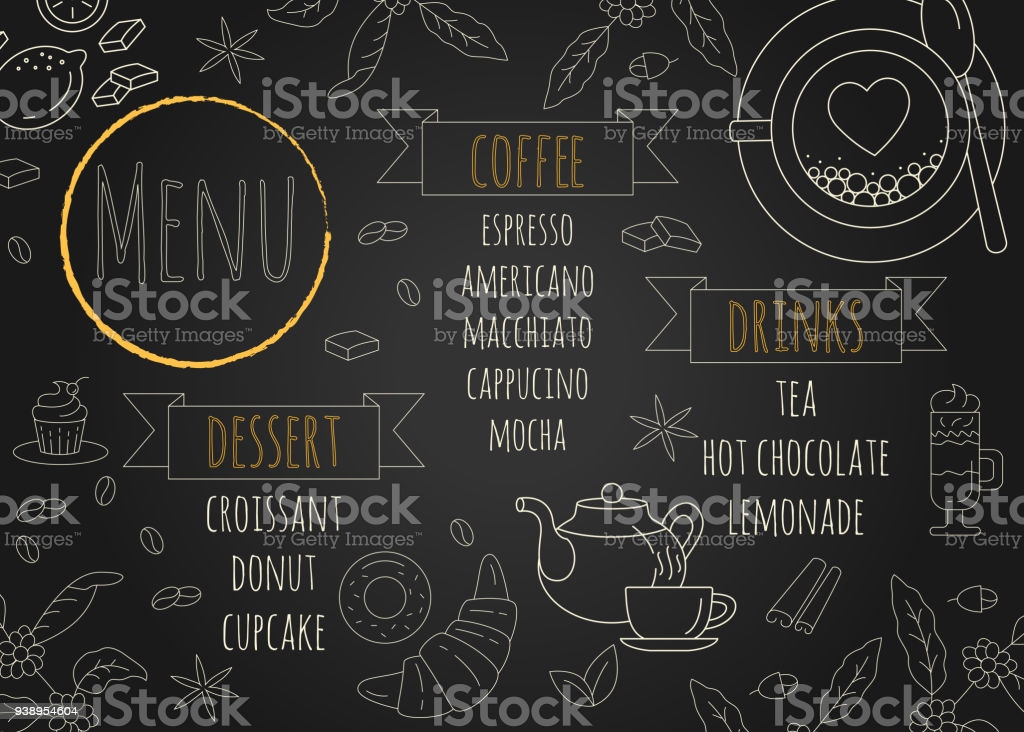 MENU
COFFEE
ESPRESSO
AMERICANO
MACCHIATO
CAPPUCINO
MOCHA
DRINKS
TEA
HOT CHOCOLATE
LEMONADE
DESSERT
CROISSANT
DONUT
CUPCAKE
iStock
by Getty Images™
938954604